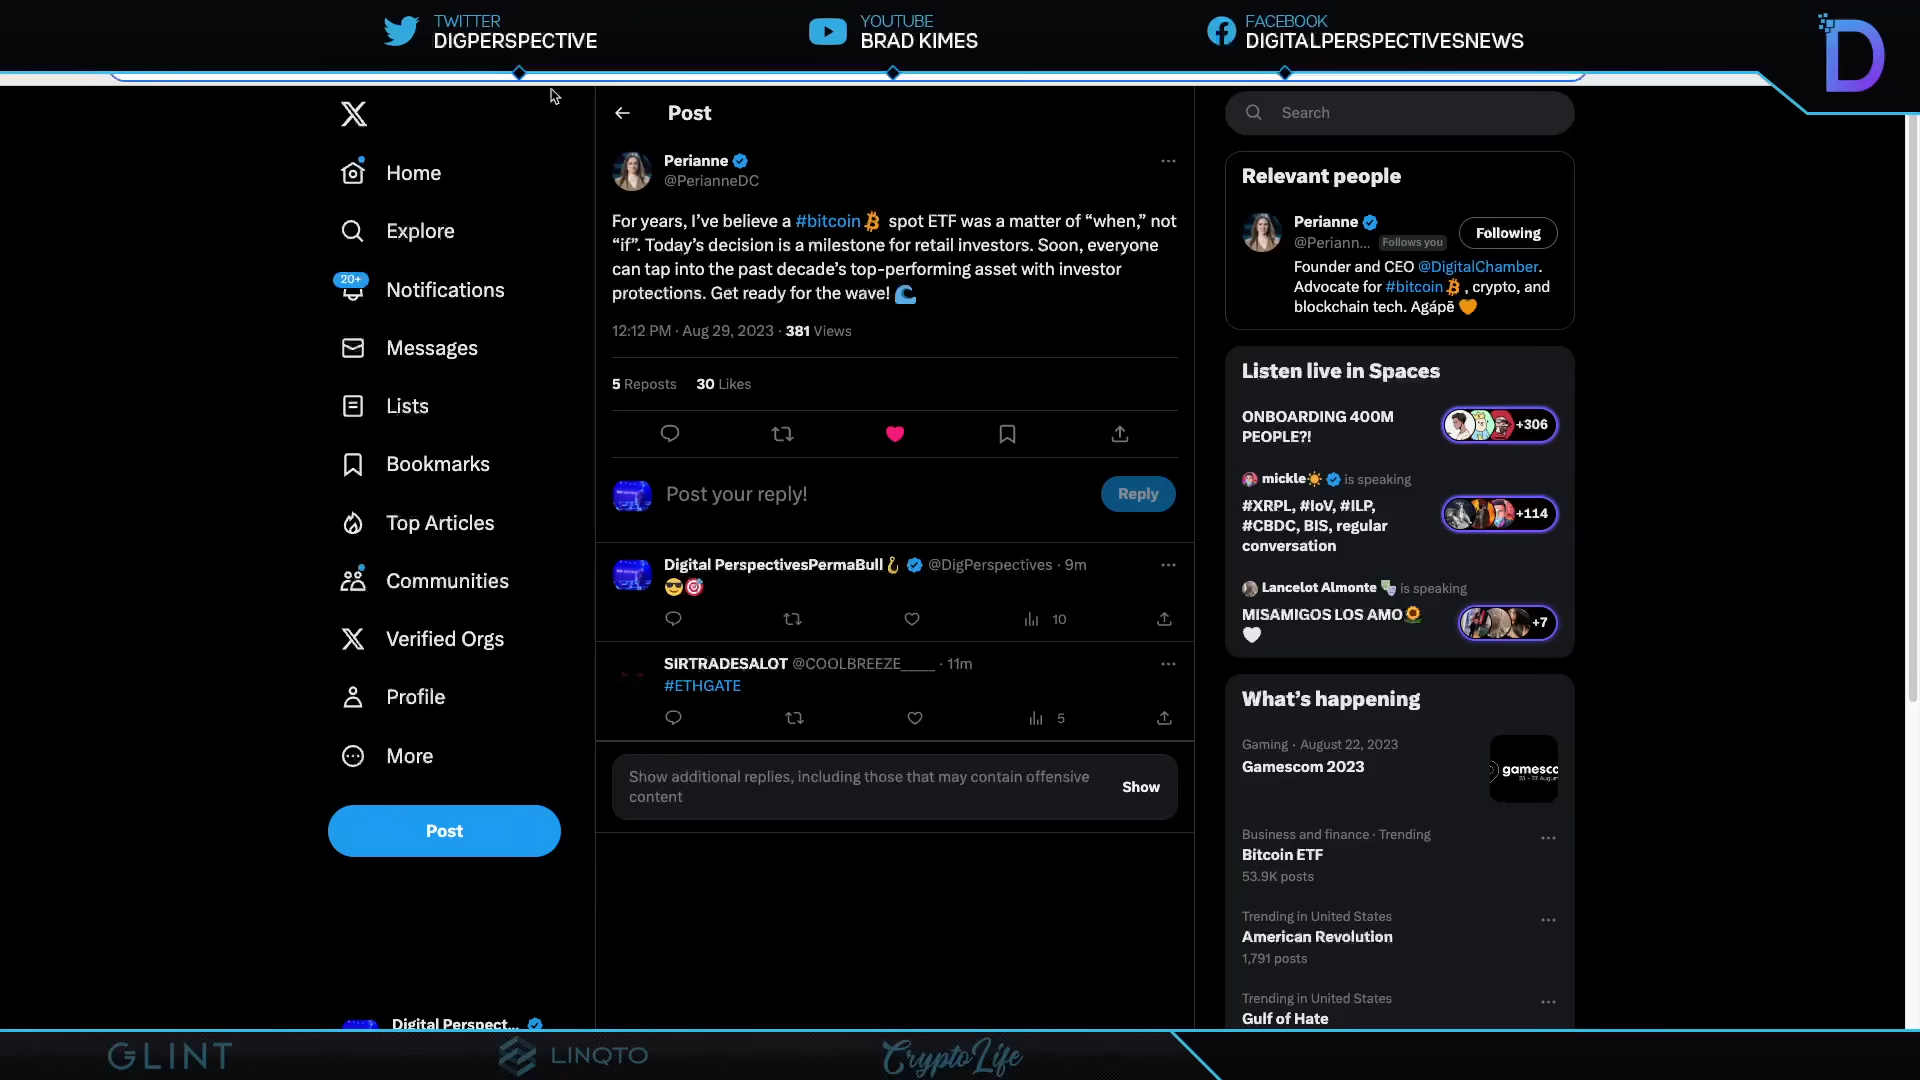 TWITTER
DIGPERSPECTIVE
YOUTUBE
BRAD KIMES
FACEBOOK
DIGITALPERSPECTIVESNEWS
D
Home
Explore
20+
Notifications
Messages
Lists
Bookmarks
Top Articles
Communities
Verified Orgs
Profile
More
Post
Digital Perspect...
Post
Perianne
@PerianneDC
For years, I’ve believe a #bitcoin spot ETF was a matter of “when,” not
“if”. Today’s decision is a milestone for retail investors. Soon, everyone
can tap into the past decade’s top-performing asset with investor
protections. Get ready for the wave! 🌊
12:12 PM · Aug 29, 2023 · 381 Views
5 Reposts 30 Likes
Post your reply!
Reply
Digital PerspectivesPermaBull🪝 @DigPerspectives · 9m
😎🎯
10
SIRTRADESALOT @COOLBREEZE_____ · 11m
#ETHGATE
5
Show additional replies, including those that may contain offensive
content
Show
Search
Relevant people
Perianne
@Periann... Follows you
Following
Founder and CEO @DigitalChamber.
Advocate for #bitcoin , crypto, and
blockchain tech. Agápē 🧡
Listen live in Spaces
ONBOARDING 400M
PEOPLE?!
+306
mickle☀️ is speaking
#XRPL, #IoV, #ILP,
#CBDC, BIS, regular
conversation
+114
Lancelot Almonte 🎭 is speaking
MISAMIGOS LOS AMO🌻
🤍
+7
What’s happening
Gaming · August 22, 2023
Gamescom 2023
gamesco
Business and finance · Trending
Bitcoin ETF
53.9K posts
Trending in United States
American Revolution
1,791 posts
Trending in United States
Gulf of Hate
GLINT
LINQTO
CryptoLife